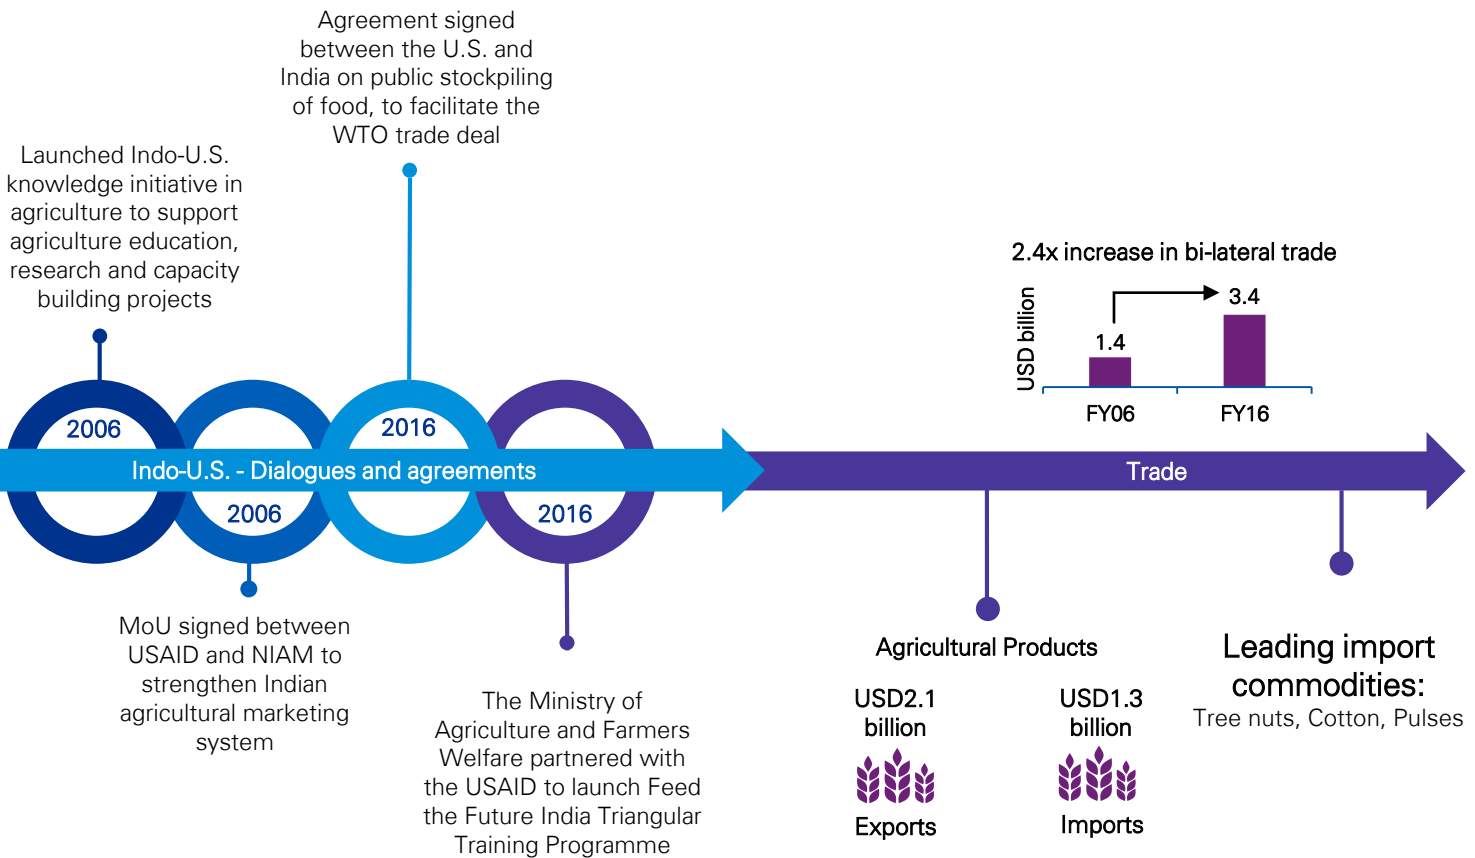 Agreement signed
between the U.S. and
India on public stockpiling
of food, to facilitate the
WTO trade deal
Launched Indo-U.S.
knowledge initiative in
agriculture to support
agriculture education,
research and capacity
building projects
2006
2016
Indo-U.S. - Dialogues and agreements
2006
2016
MoU signed between
USAID and NIAM to
strengthen Indian
agricultural marketing
system
The Ministry of
Agriculture and Farmers
Welfare partnered with
the USAID to launch Feed
the Future India Triangular
Training Programme
2.4x increase in bi-lateral trade
USD billion
1.4
3.4
FY06
FY16
Trade
Agricultural Products
USD2.1
billion
Exports
USD1.3
billion
Imports
Leading import
commodities:
Tree nuts, Cotton, Pulses